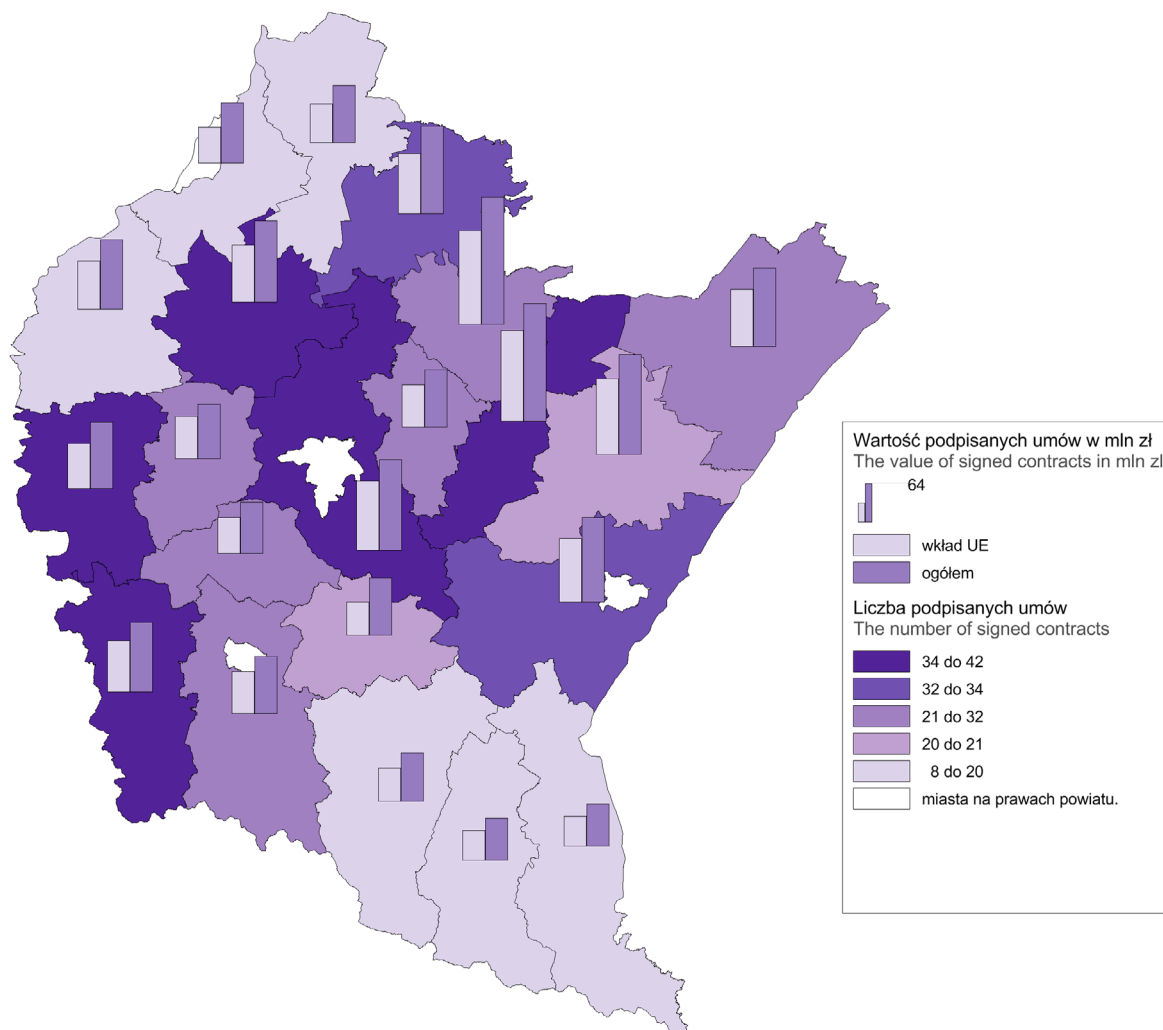 Wartość podpisanych umów w mln zł
The value of signed contracts in mln zl
64
wkład UE
ogółem
Liczba podpisanych umów
The number of signed contracts
34 do 42
32 do 34
21 do 32
20 do 21
8 do 20
miasta na prawach powiatu.